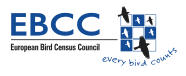 EBCC
European Bird Census Council
every bird counts